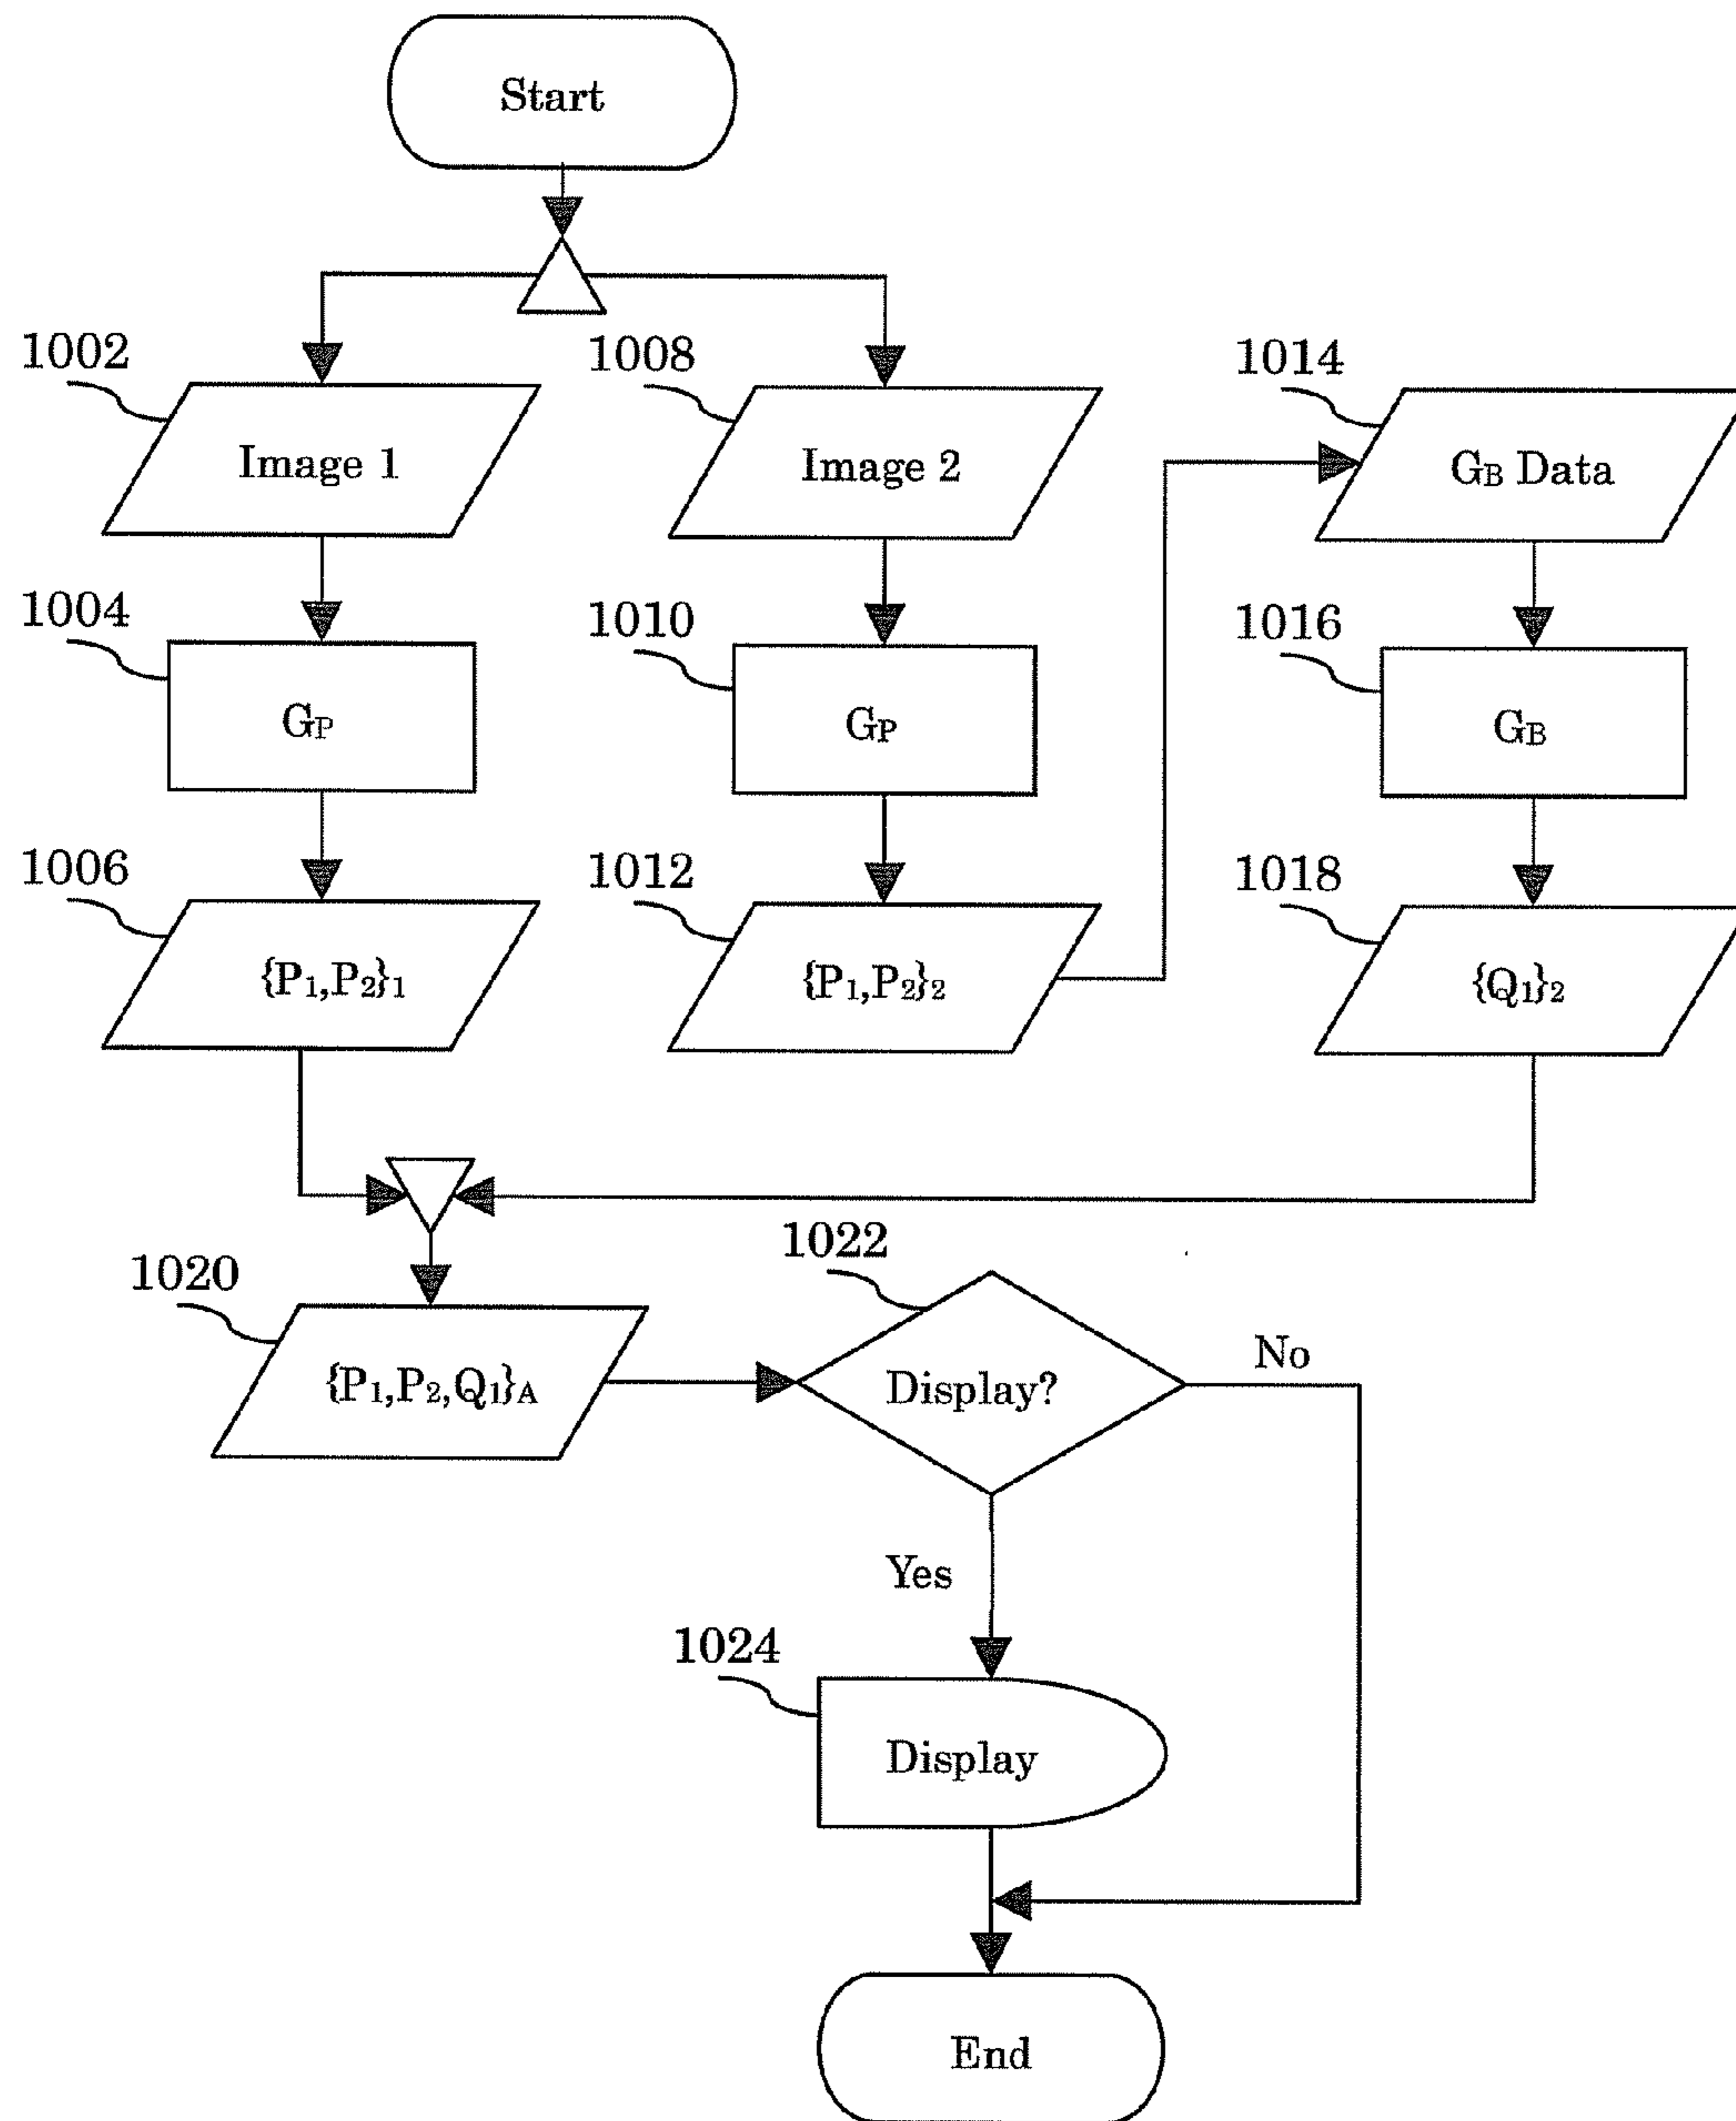 Start
1002
1008
1014
Image 1
Image 2
GB Data
1004
1010
1016
GP
GP
GB
1006
1012
1018
{P1,P2}1
{P1,P2}2
{Q1}2
1020
1022
{P1,P2,Q1}A
Display?
No
Yes
1024
Display
End